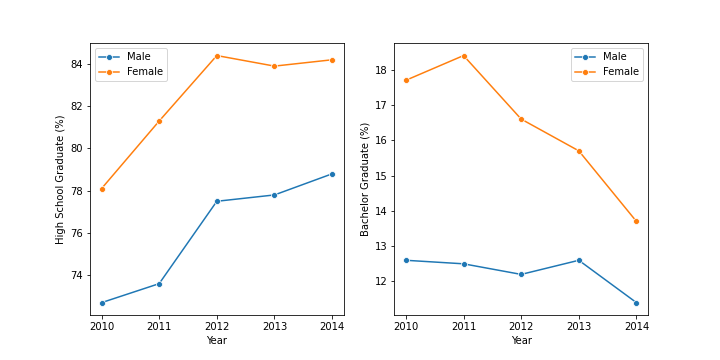 Male
Female
84
82
80
78
76
74
High School Graduate (%)
2010 2011 2012 2013 2014
Year
Male
Female
18
17
16
15
14
13
12
Bachelor Graduate (%)
2010 2011 2012 2013 2014
Year